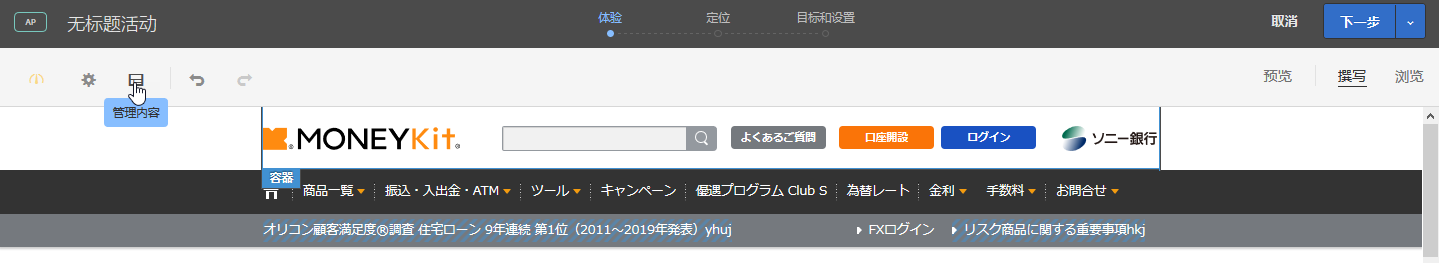 AP 无标题活动 体验 定位 目标和设置 取消 下一步
预览 撰写 浏览
管理内容
MONEYKit® よくあるご質問 口座開設 ログイン ソニー銀行
容器
商品一覧 振込・入出金・ATM ツール キャンペーン 優遇プログラム Club S 為替レート 金利 手数料 お問合せ
オリコン顧客満足度®調査 住宅ローン 9年連続 第1位（2011～2019年発表）yhuj FXログイン リスク商品に関する重要事項hkj